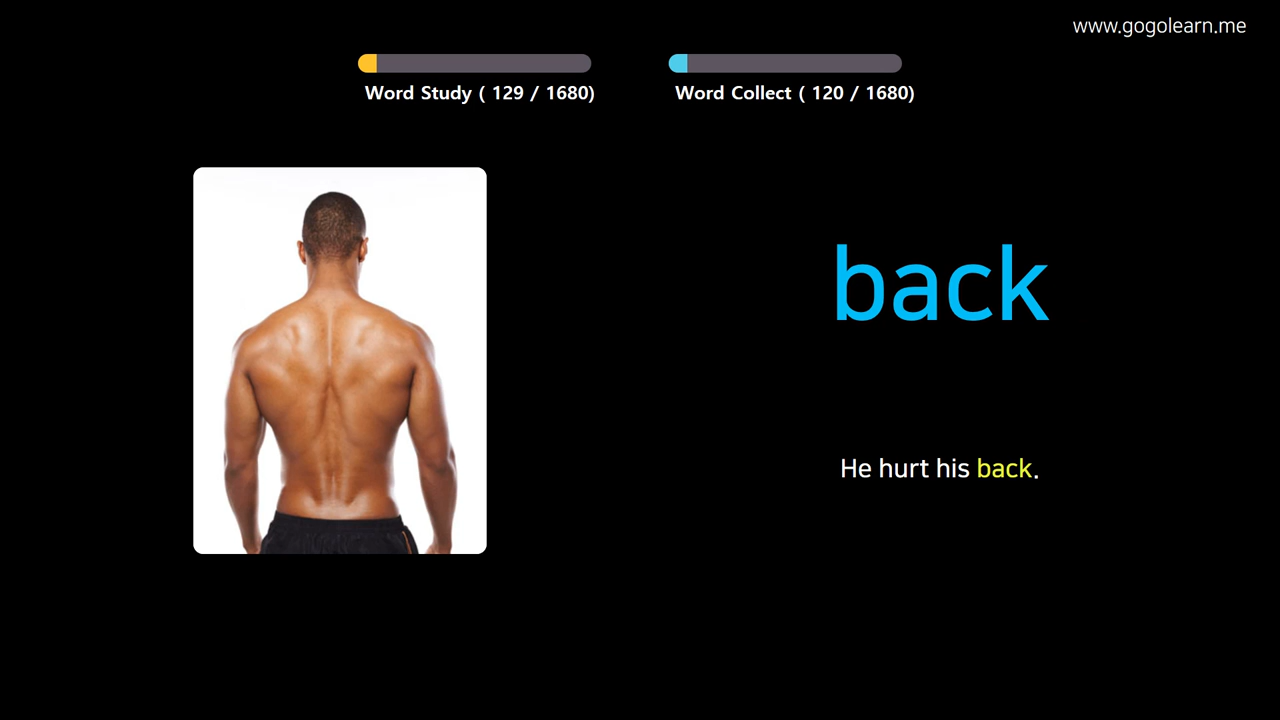 www.gogolearn.me
Word Study ( 129 / 1680)
Word Collect ( 120 / 1680)
back
He hurt his back.